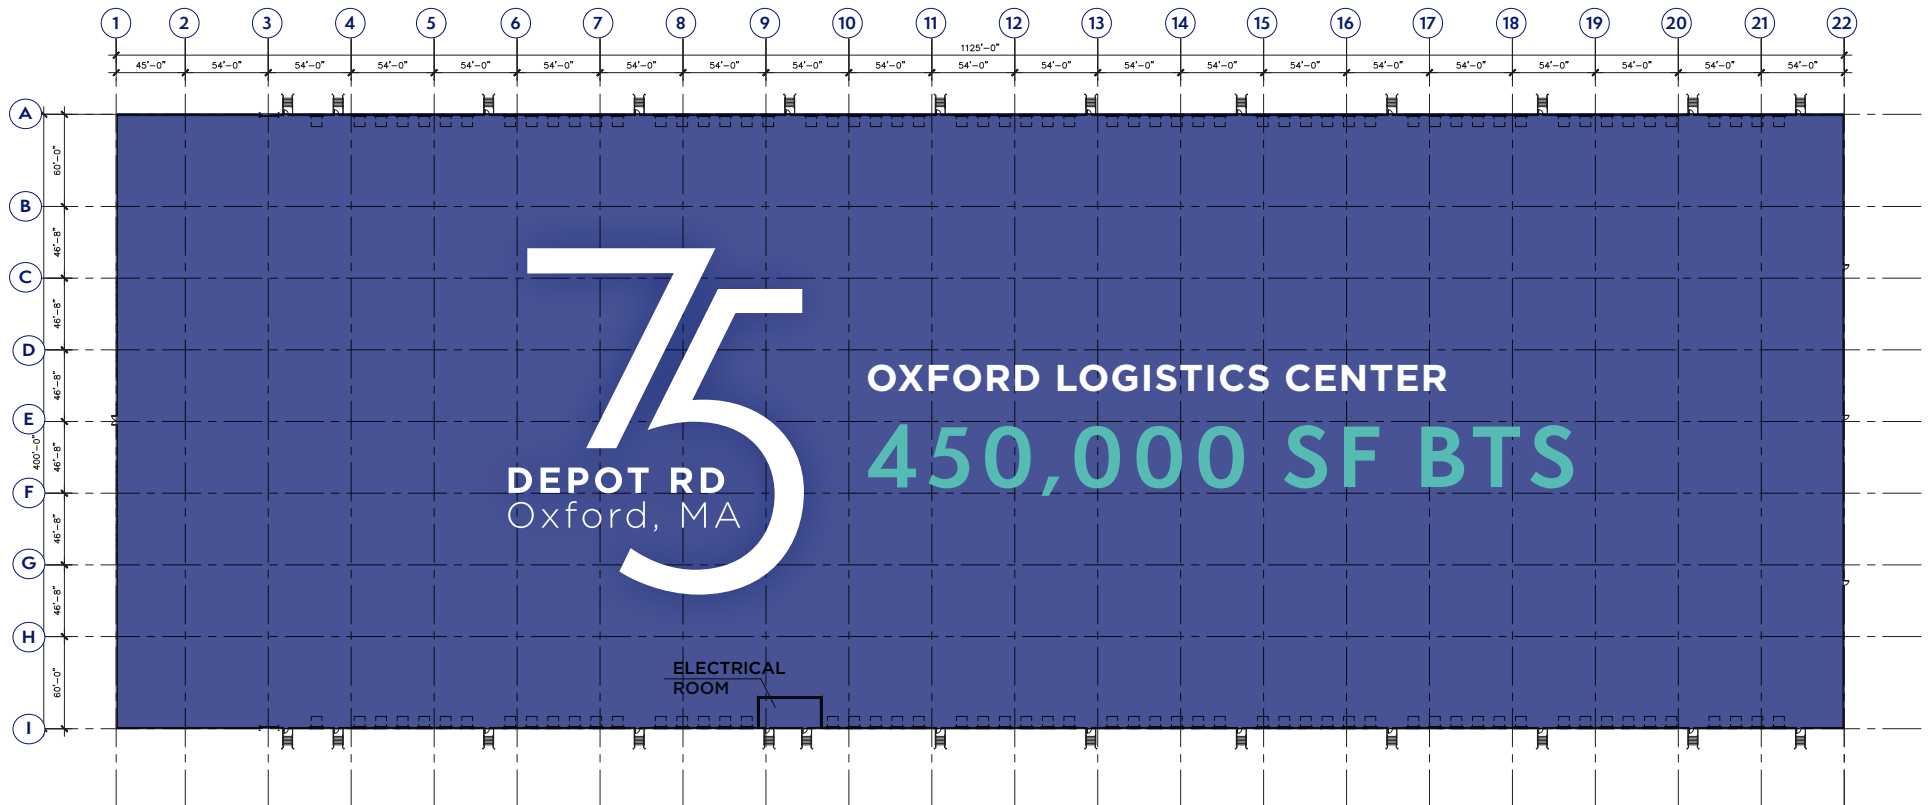 1 2 3 4 5 6 7 8 9 10 11 12 13 14 15 16 17 18 19 20 21 22
1125'-0"
45'-0" 54'-0" 54'-0" 54'-0" 54'-0" 54'-0" 54'-0" 54'-0" 54'-0" 54'-0" 54'-0" 54'-0" 54'-0" 54'-0" 54'-0" 54'-0" 54'-0" 54'-0" 54'-0" 54'-0" 54'-0"
A
60'-0"
B
46'-8"
C
46'-8"
D
46'-8"
E
400'-0"
46'-8"
F
46'-8"
G
46'-8"
H
60'-0"
I
75
DEPOT RD
Oxford, MA
OXFORD LOGISTICS CENTER
450,000 SF BTS
ELECTRICAL
ROOM